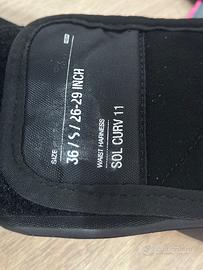 SIZE
36 / S / 26-29 INCH
WAIST HARNESS
SOL CURV 11